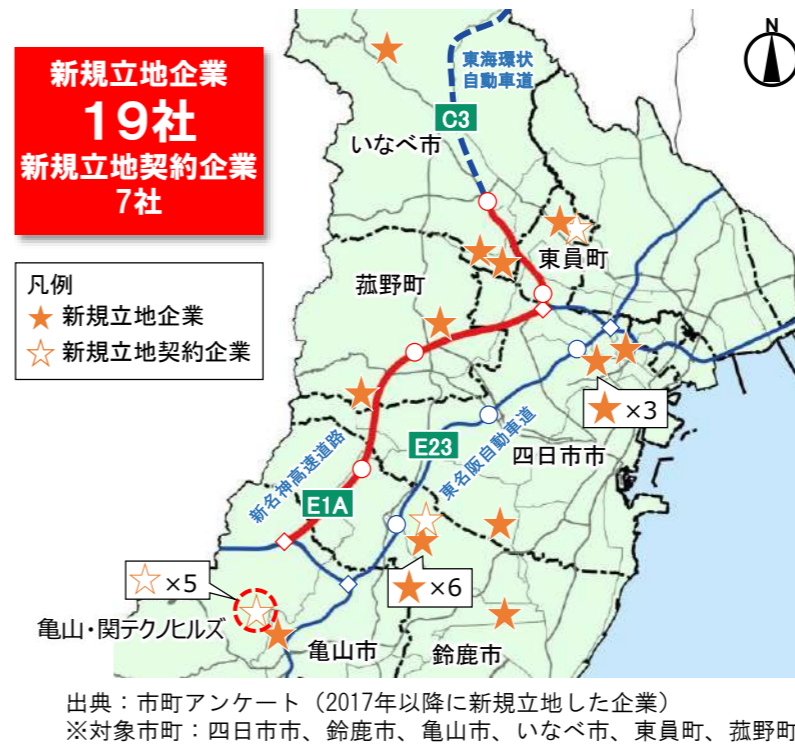 新規立地企業
19社
新規立地契約企業
7社
N
東海環状
自動車道
C3
いなべ市
東員町
菰野町
凡例
新規立地企業
新規立地契約企業
×3
四日市市
東名阪自動車道
E23
新名神高速道路
E1A
×5
×6
亀山・関テクノヒルズ
亀山市
鈴鹿市
出典：市町アンケート（2017年以降に新規立地した企業）
※対象市町：四日市市、鈴鹿市、亀山市、いなべ市、東員町、菰野町